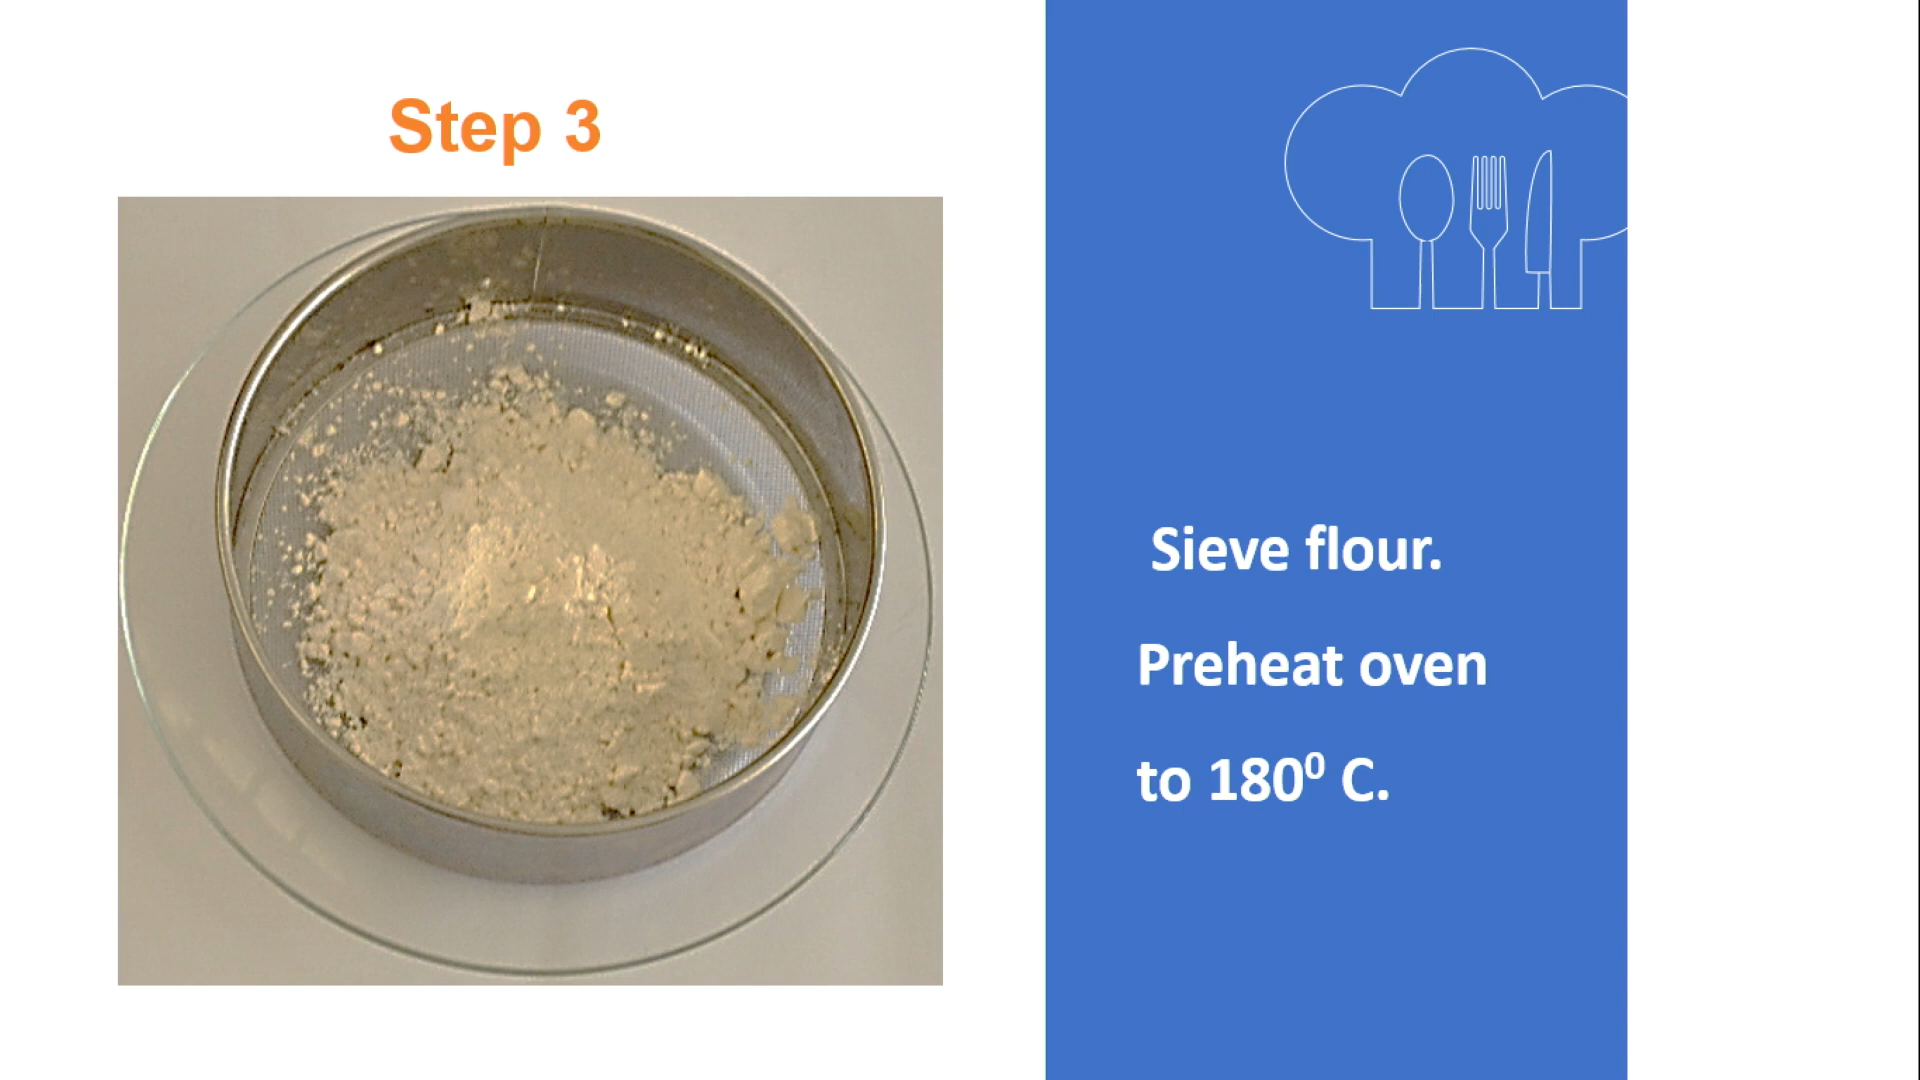 Step 3
Sieve flour.
Preheat oven
to 180⁰ C.